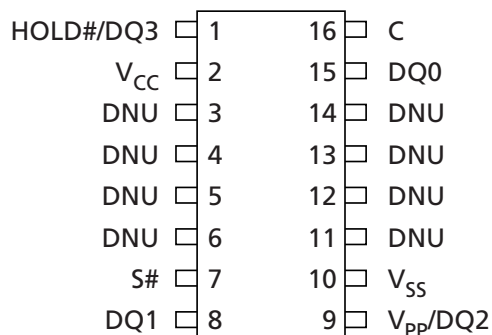 HOLD#/DQ3 1 16 C
VCC 2 15 DQ0
DNU 3 14 DNU
DNU 4 13 DNU
DNU 5 12 DNU
DNU 6 11 DNU
S# 7 10 VSS
DQ1 8 9 VPP/DQ2